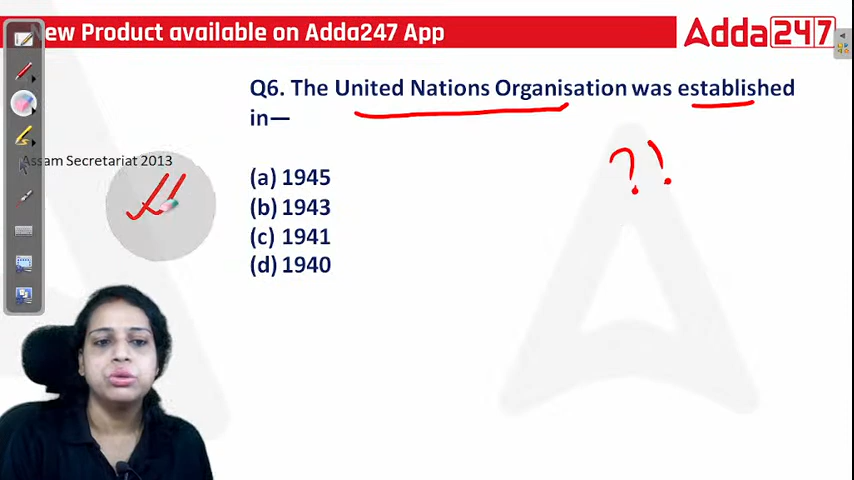 New Product available on Adda247 App
Adda247
Q6. The United Nations Organisation was established
in—
?!
Assam Secretariat 2013
(a) 1945
(b) 1943
(c) 1941
(d) 1940